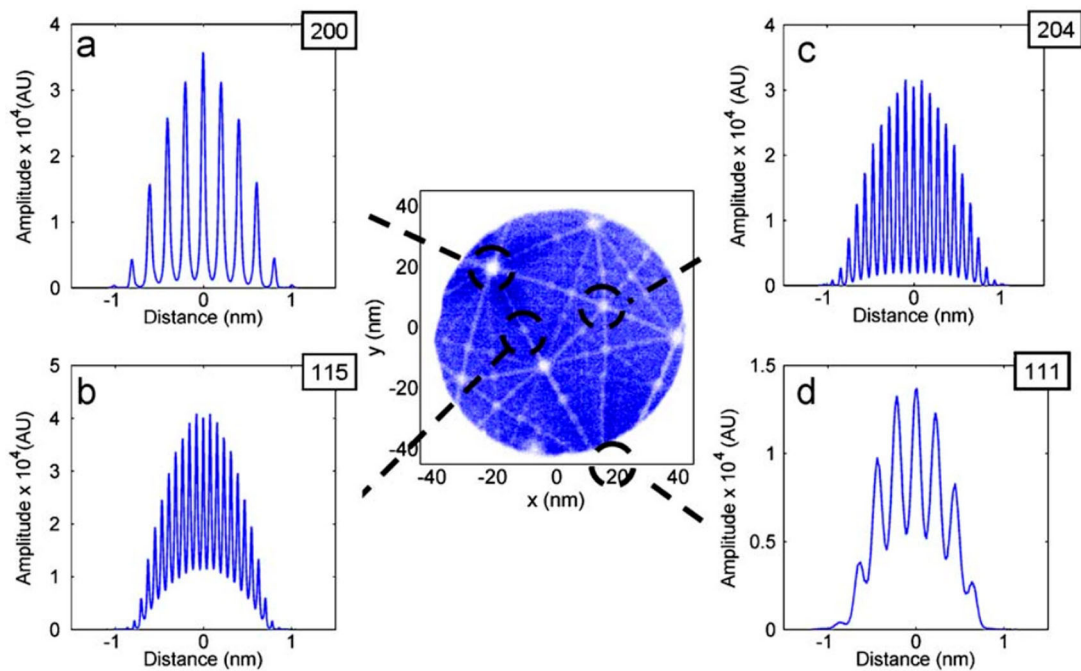 a
200
Amplitude x 10⁴(AU)
4
3
2
1
0
-1 0 1
Distance (nm)
b
115
Amplitude x 10⁴(AU)
5
4
3
2
1
0
-1 0 1
Distance (nm)
y (nm)
40
20
0
-20
-40
-40 -20 0 20 40
x (nm)
c
204
Amplitude x 10⁴ (AU)
4
3
2
1
0
-1 0 1
Distance (nm)
d
111
Amplitude x 10⁴ (AU)
1.5
1
0.5
0
-1 0 1
Distance (nm)